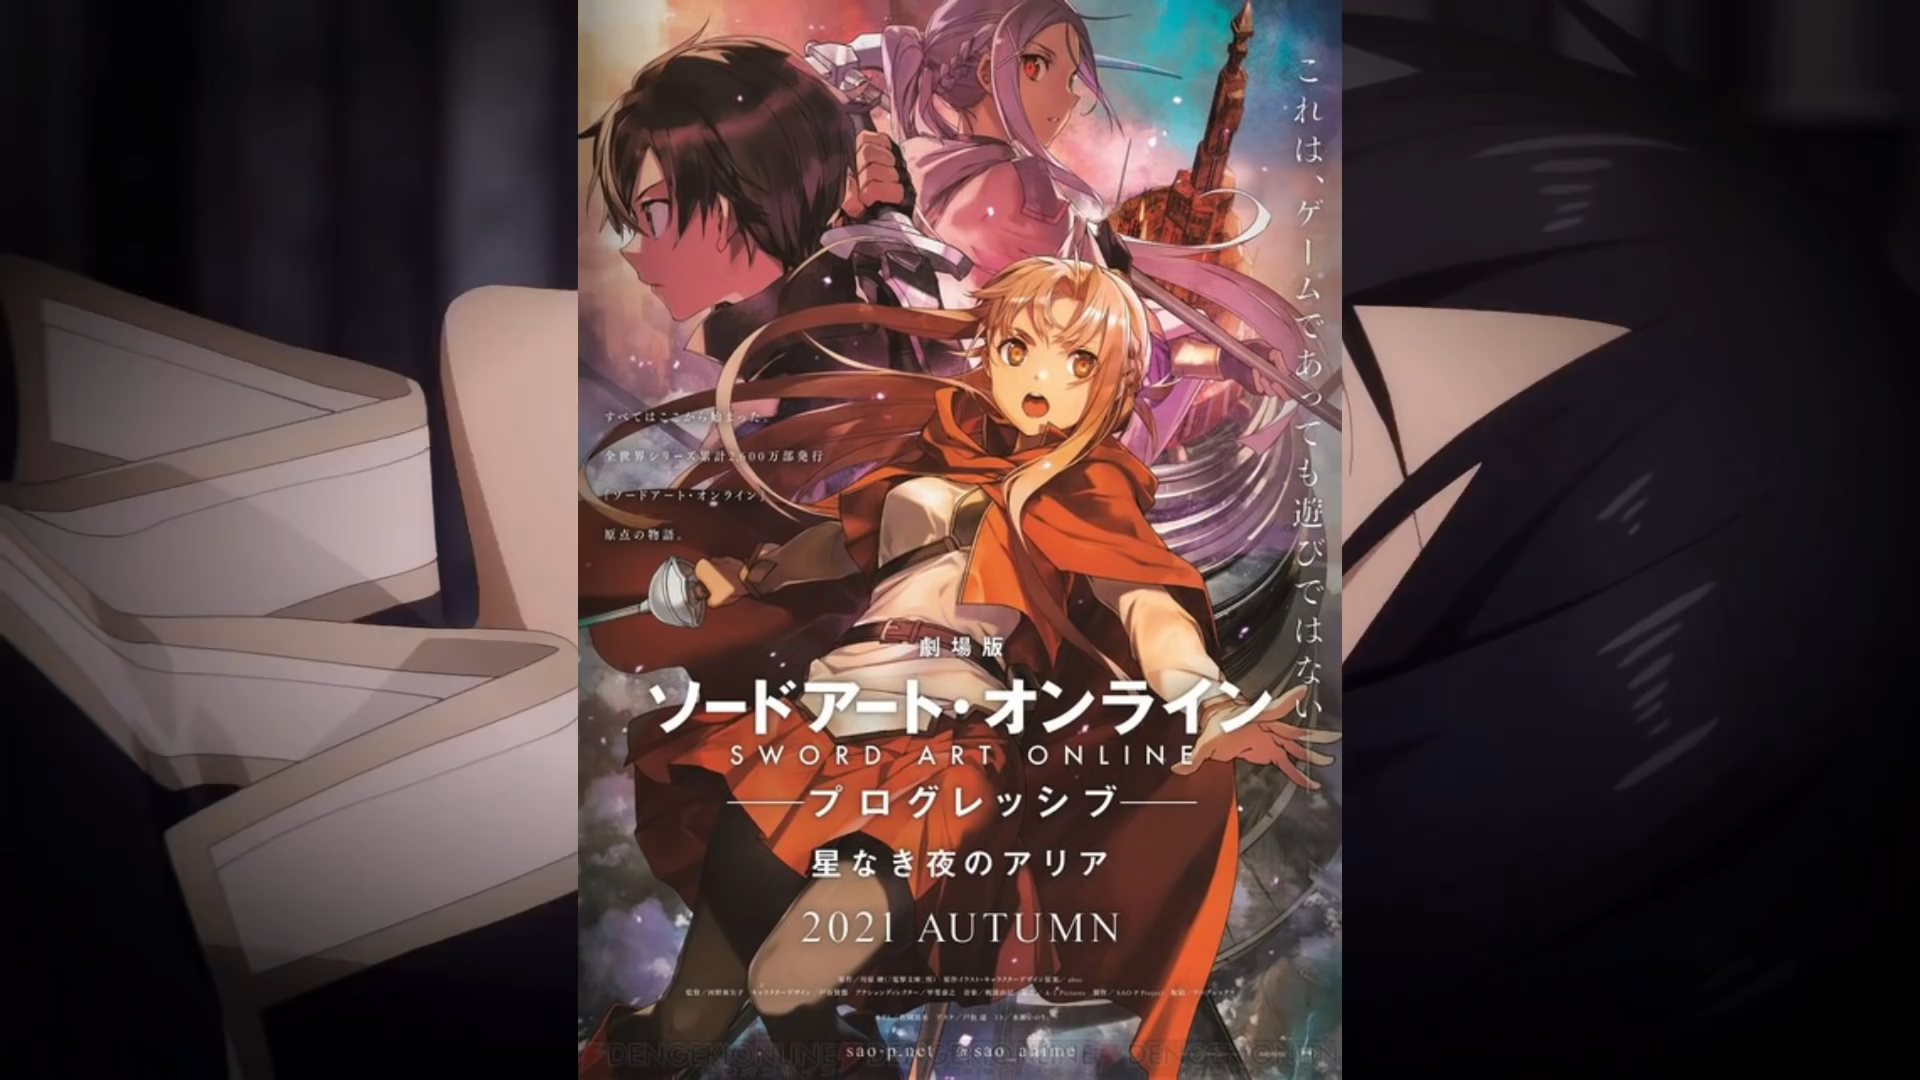 これは、ゲームであっても遊びではない
すべてはここから始まった。
全世界シリーズ累計2,600万部発行
『ソードアート・オンライン』
原点の物語。
劇場版
ソードアート・オンライン
SWORD ART ONLINE
プログレッシブ
星なき夜のアリア
2021 AUTUMN
sao-p.net @sao_anime
DENGEKI ONLINE